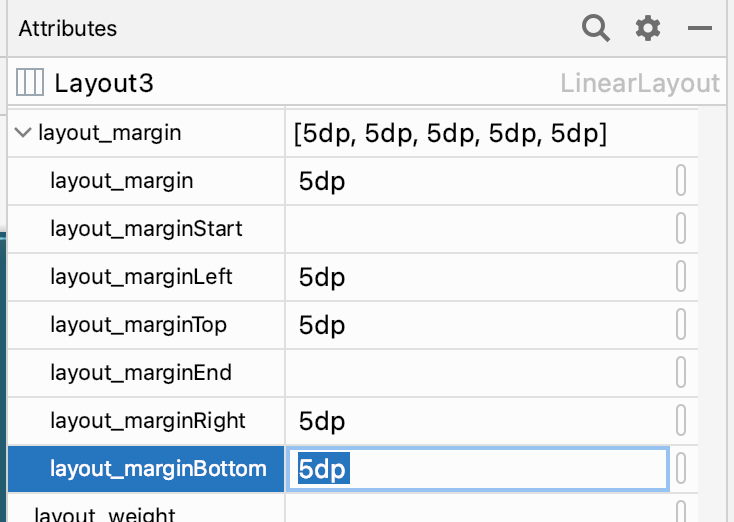 Attributes
Layout3 LinearLayout
layout_margin [5dp, 5dp, 5dp, 5dp, 5dp]
layout_margin 5dp
layout_marginStart
layout_marginLeft 5dp
layout_marginTop 5dp
layout_marginEnd
layout_marginRight 5dp
layout_marginBottom 5dp
layout_weight